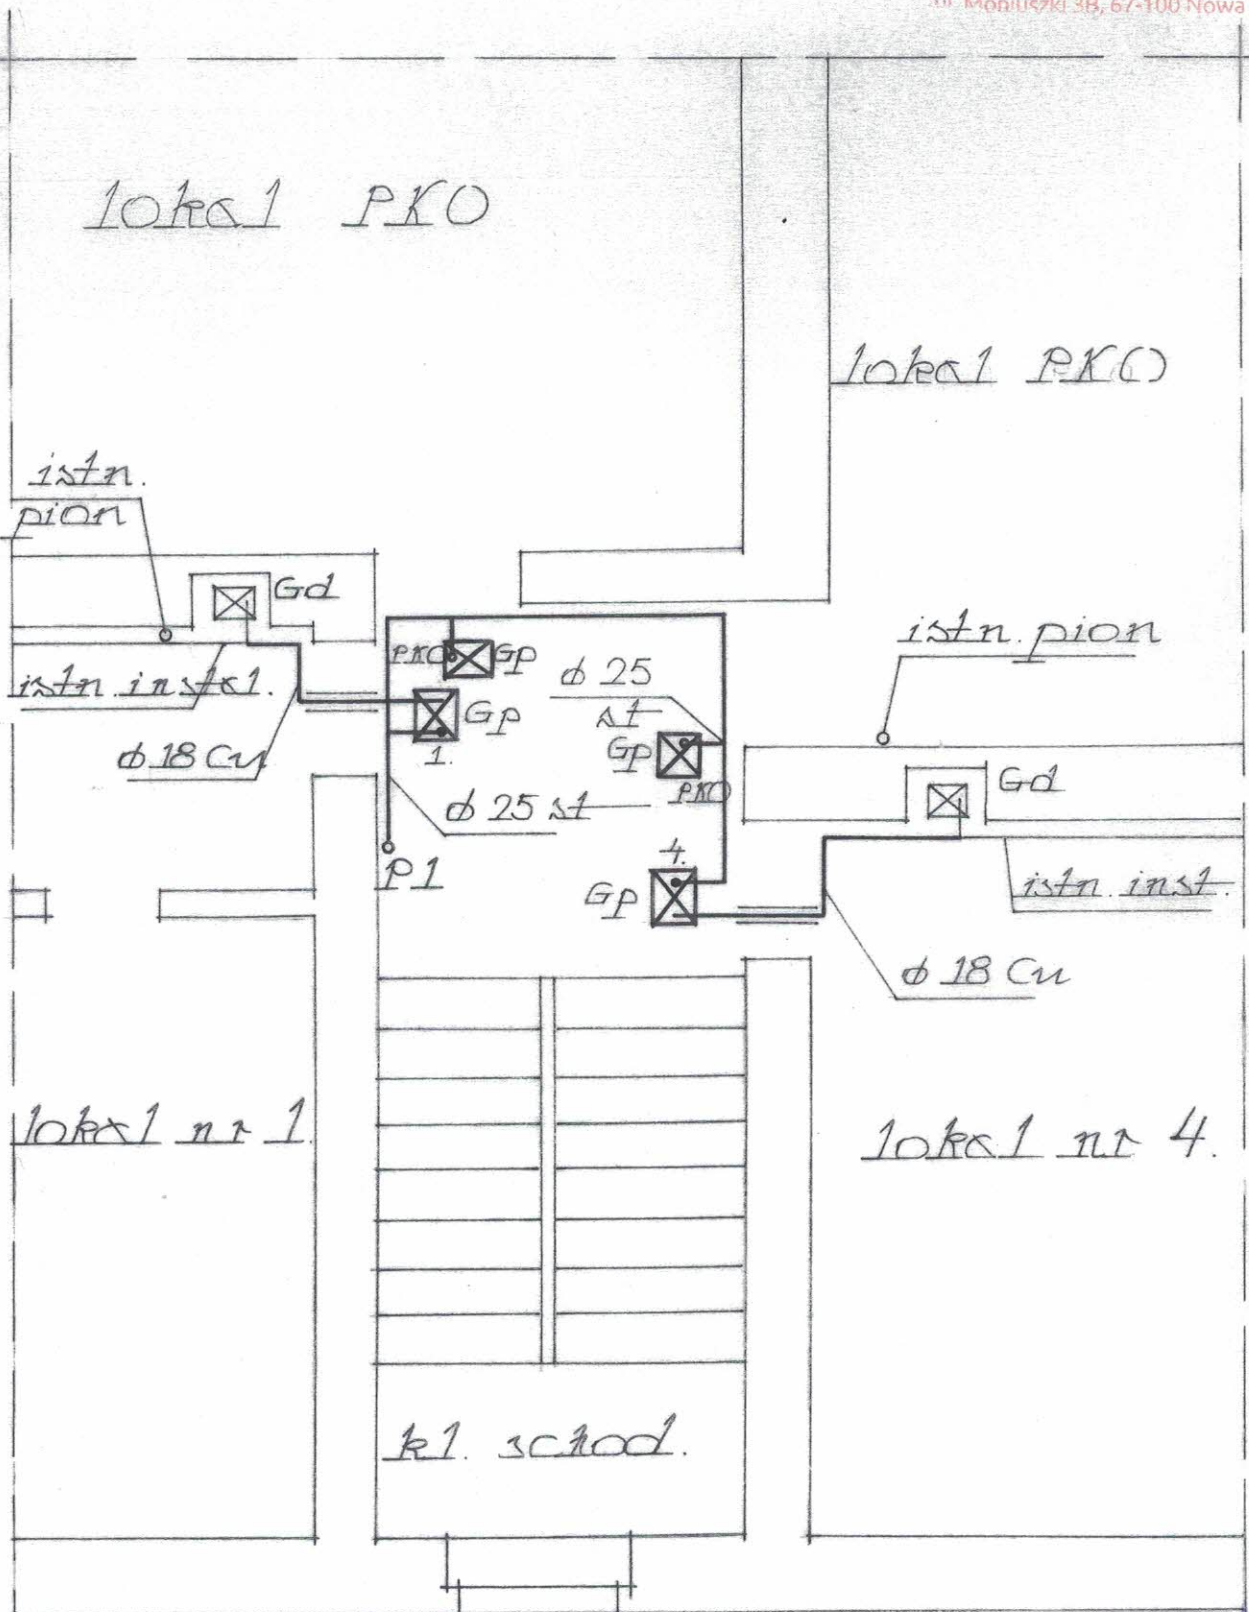 ul. Moniuszki 3B, 67-100 Nowa
lokal PKO
lokal PKO
istn.
pion
Gd
istn. instal.
φ 18 Cu
PKO Gp
Gp
1.
φ 25
st
Gp
PKO
φ 25 st
P1
istn. pion
Gd
4.
Gp
istn. inst.
φ 18 Cu
lokal nr 1.
lokal nr 4.
kl. schod.